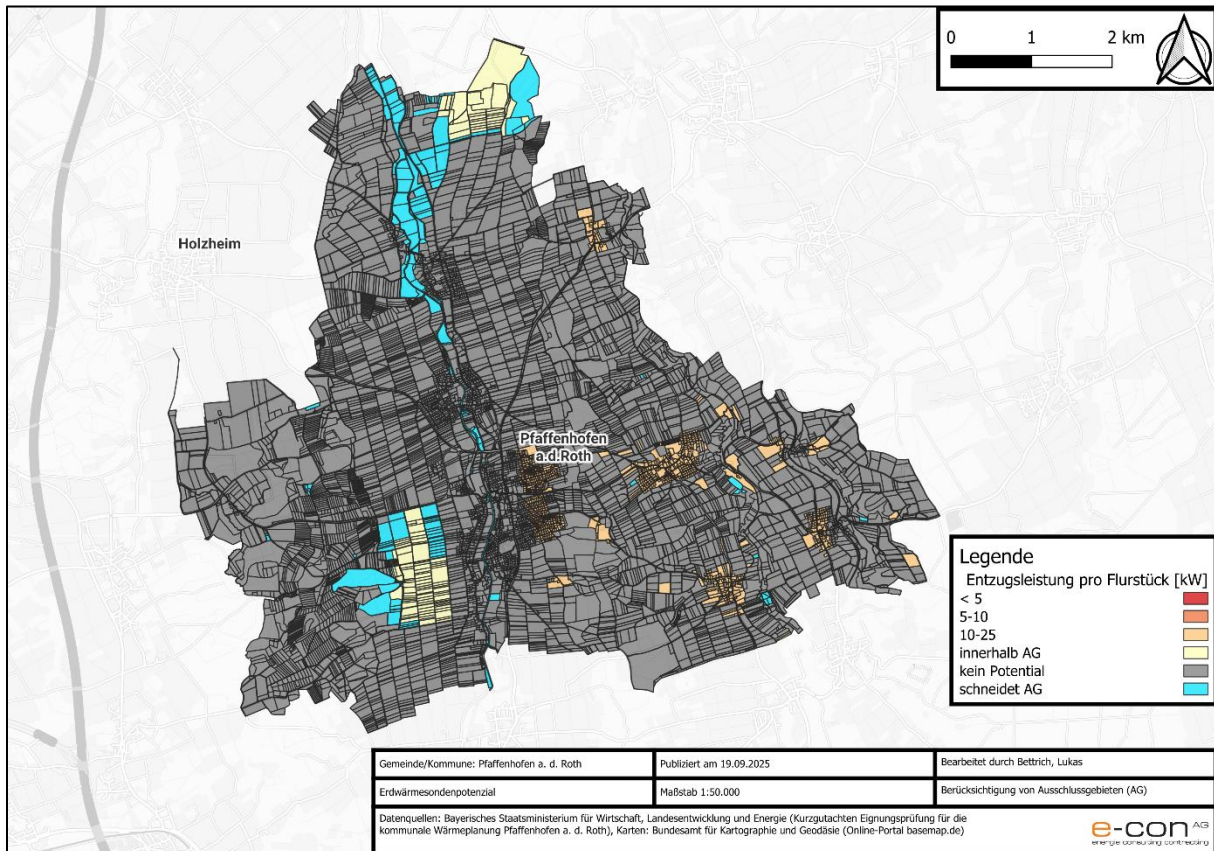 0 1 2 km
Holzheim
Pfaffenhofen
a.d.Roth
Legende
Entzugsleistung pro Flurstück [kW]
< 5
5-10
10-25
innerhalb AG
kein Potential
schneidet AG
Gemeinde/Kommune: Pfaffenhofen a. d. Roth
Publiziert am 19.09.2025
Bearbeitet durch Bettrich, Lukas
Erdwärmesondenpotenzial
Maßstab 1:50.000
Berücksichtigung von Ausschlussgebieten (AG)
Datenquellen: Bayerisches Staatsministerium für Wirtschaft, Landesentwicklung und Energie (Kurzgutachten Eignungsprüfung für die
kommunale Wärmeplanung Pfaffenhofen a. d. Roth), Karten: Bundesamt für Kartographie und Geodäsie (Online-Portal basemap.de)
e-con AG
energie consulting contracting